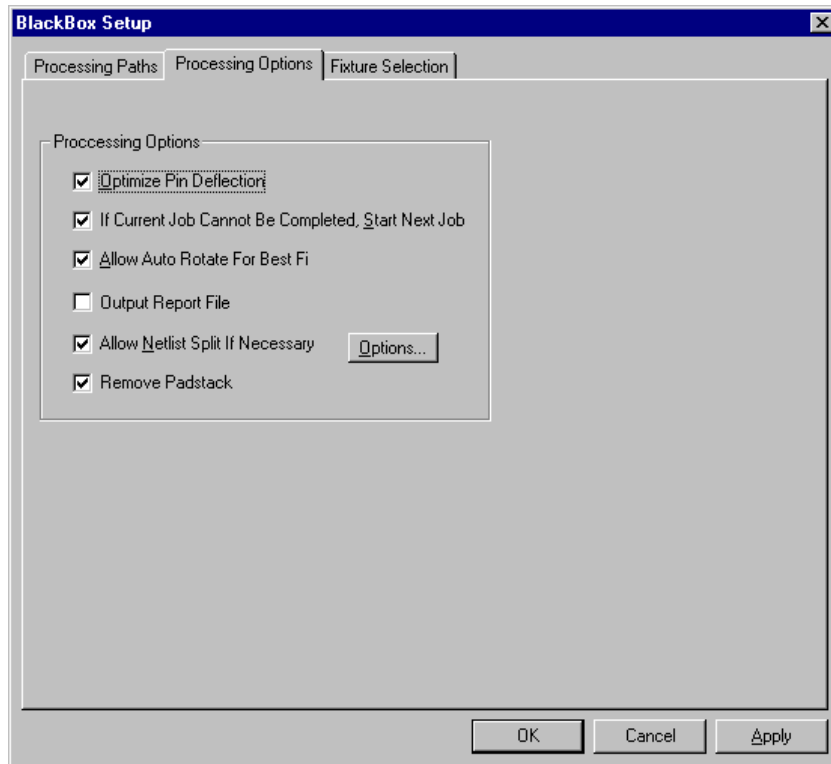 BlackBox Setup
Processing Paths Processing Options Fixture Selection
Proccessing Options
Optimize Pin Deflection
If Current Job Cannot Be Completed, Start Next Job
Allow Auto Rotate For Best Fi
Output Report File
Allow Netlist Split If Necessary Options...
Remove Padstack
OK Cancel Apply